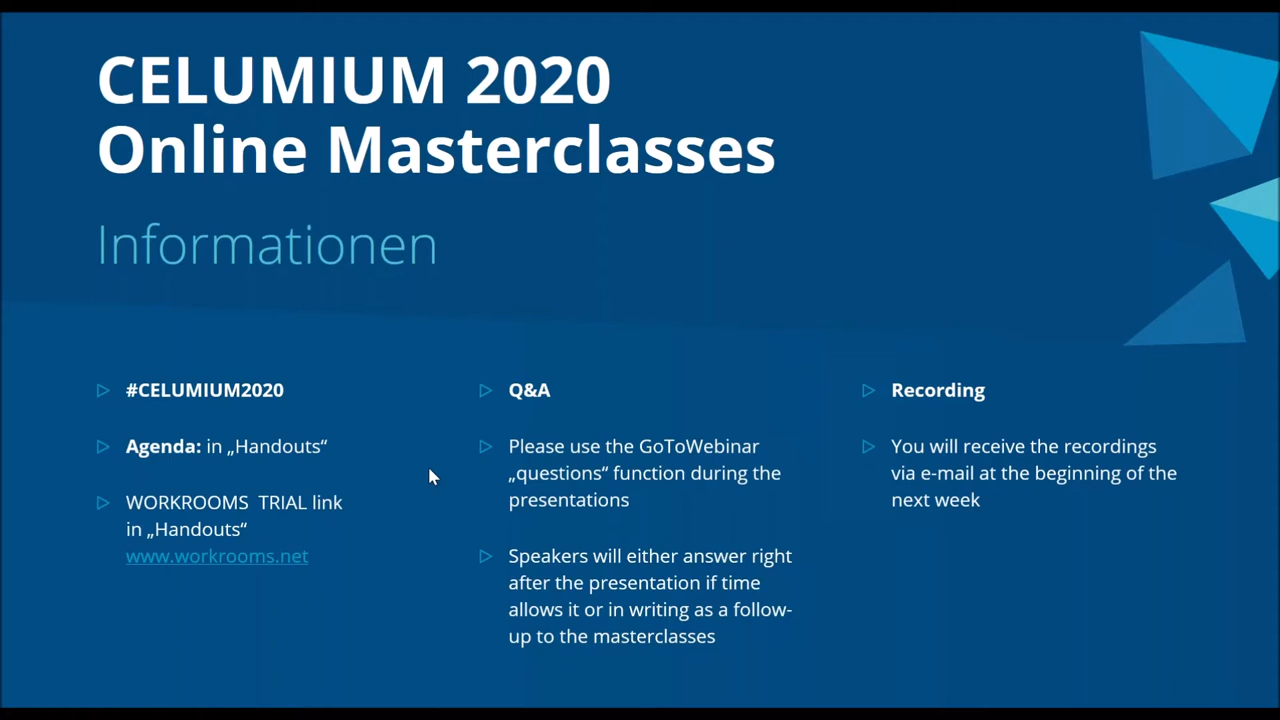 CELUMIUM 2020
Online Masterclasses
Informationen
#CELUMIUM2020
Agenda: in „Handouts“
WORKROOMS TRIAL link
in „Handouts“
www.workrooms.net
Q&A
Please use the GoToWebinar
„questions“ function during the
presentations
Speakers will either answer right
after the presentation if time
allows it or in writing as a follow-
up to the masterclasses
Recording
You will receive the recordings
via e-mail at the beginning of the
next week